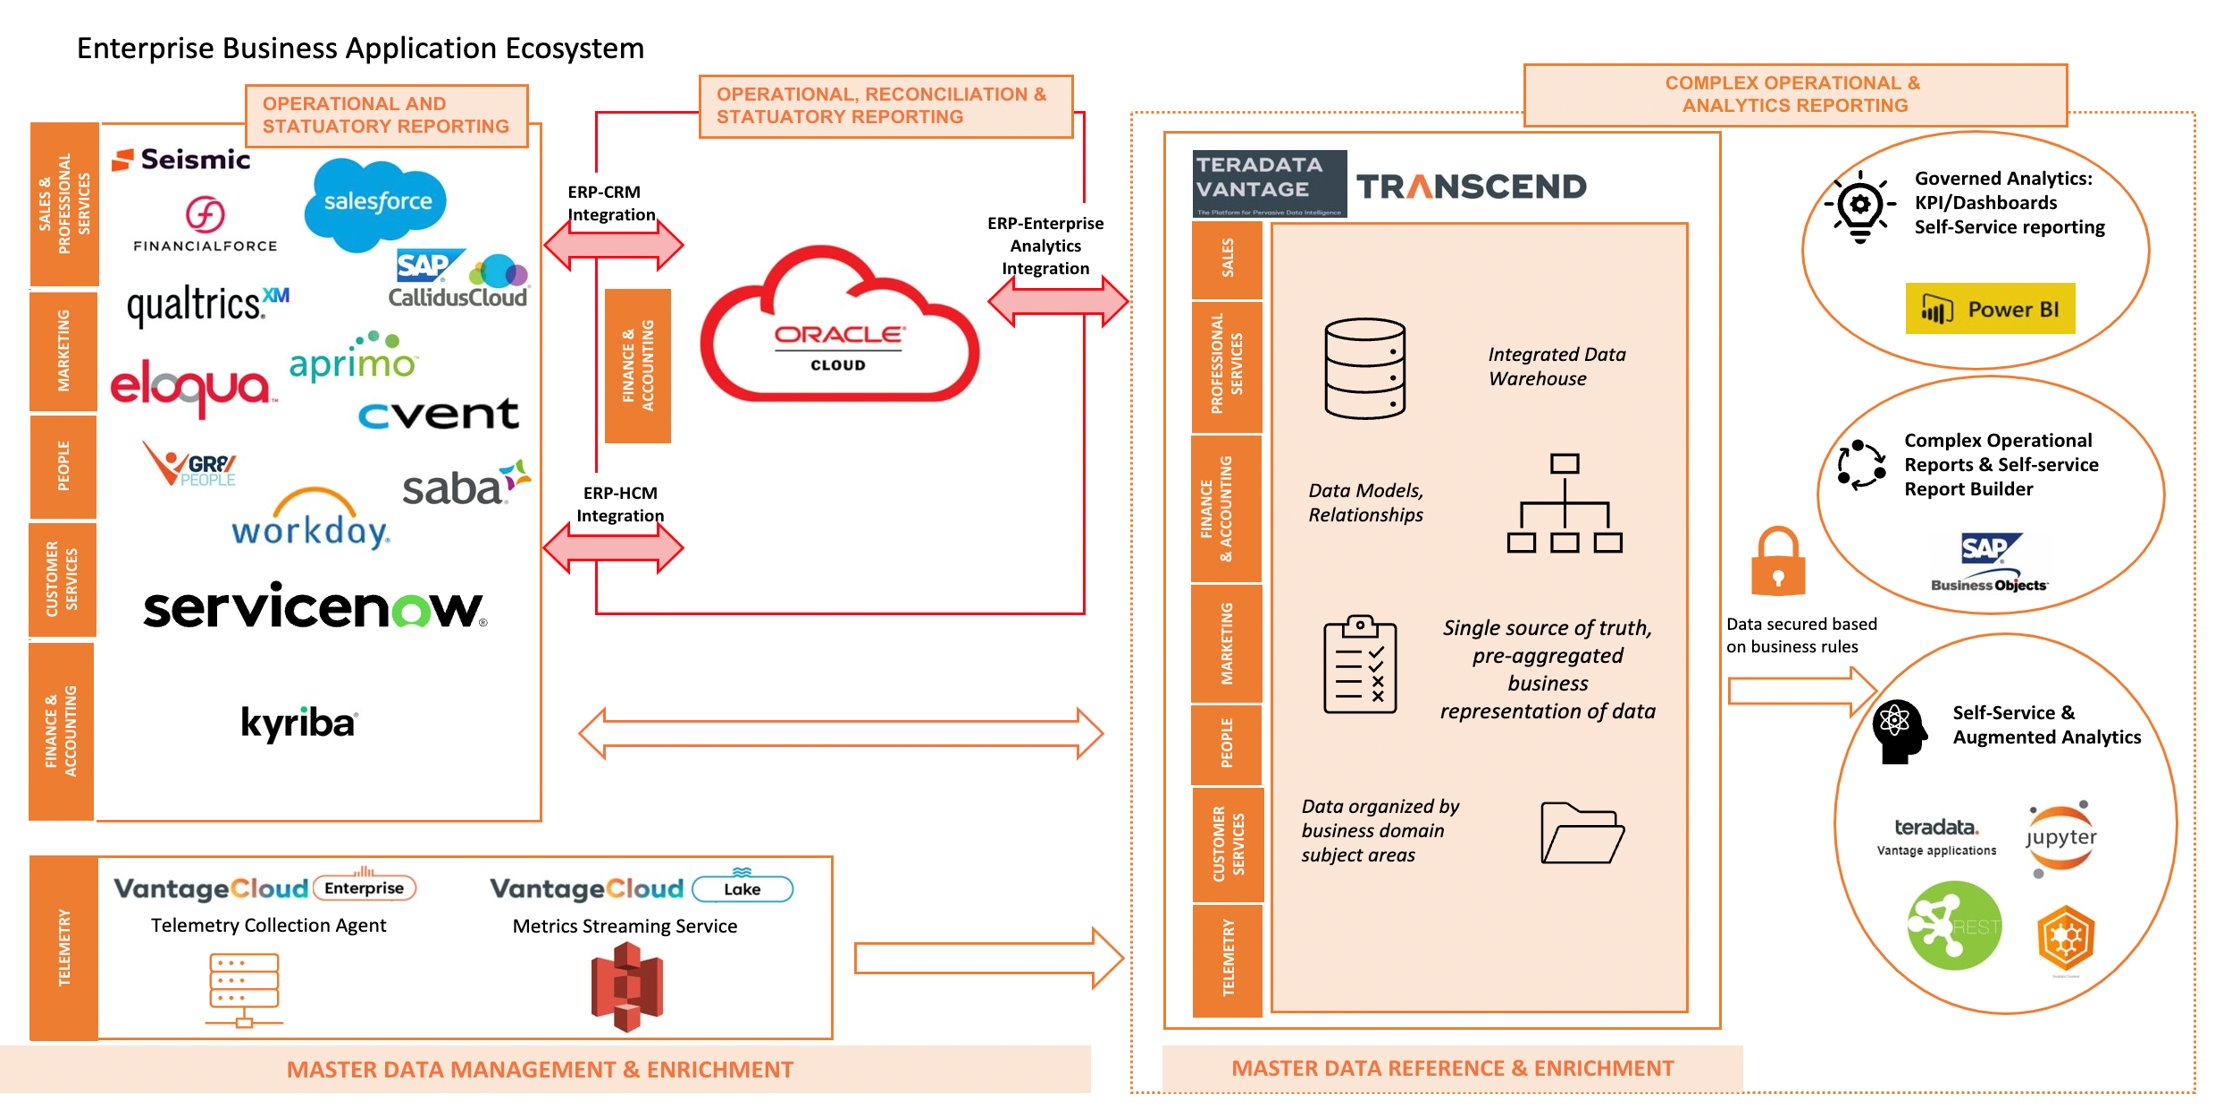 Enterprise Business Application Ecosystem
OPERATIONAL AND
STATUATORY REPORTING
SALES &
PROFESSIONAL
SERVICES
MARKETING
PEOPLE
CUSTOMER
SERVICES
FINANCE &
ACCOUNTING
Seismic
salesforce
FINANCIALFORCE
SAP
CallidusCloud
qualtrics.XM
aprimo
eloqua
cvent
GR8
PEOPLE
saba
workday.
servicenow
kyriba
OPERATIONAL, RECONCILIATION &
STATUATORY REPORTING
ERP-CRM
Integration
FINANCE &
ACCOUNTING
ORACLE
CLOUD
ERP-HCM
Integration
ERP-Enterprise
Analytics
Integration
TELEMETRY
VantageCloud Enterprise
Telemetry Collection Agent
VantageCloud Lake
Metrics Streaming Service
MASTER DATA MANAGEMENT & ENRICHMENT
COMPLEX OPERATIONAL &
ANALYTICS REPORTING
TERADATA
VANTAGE
The Platform for Pervasive Data Intelligence
TRANSCEND
SALES
PROFESSIONAL
SERVICES
FINANCE
& ACCOUNTING
MARKETING
PEOPLE
CUSTOMER
SERVICES
TELEMETRY
Integrated Data
Warehouse
Data Models,
Relationships
Single source of truth,
pre-aggregated
business
representation of data
Data organized by
business domain
subject areas
MASTER DATA REFERENCE & ENRICHMENT
Data secured based
on business rules
Governed Analytics:
KPI/Dashboards
Self-Service reporting
Power BI
Complex Operational
Reports & Self-service
Report Builder
SAP
Business Objects
Self-Service &
Augmented Analytics
teradata.
Vantage applications
jupyter
REST